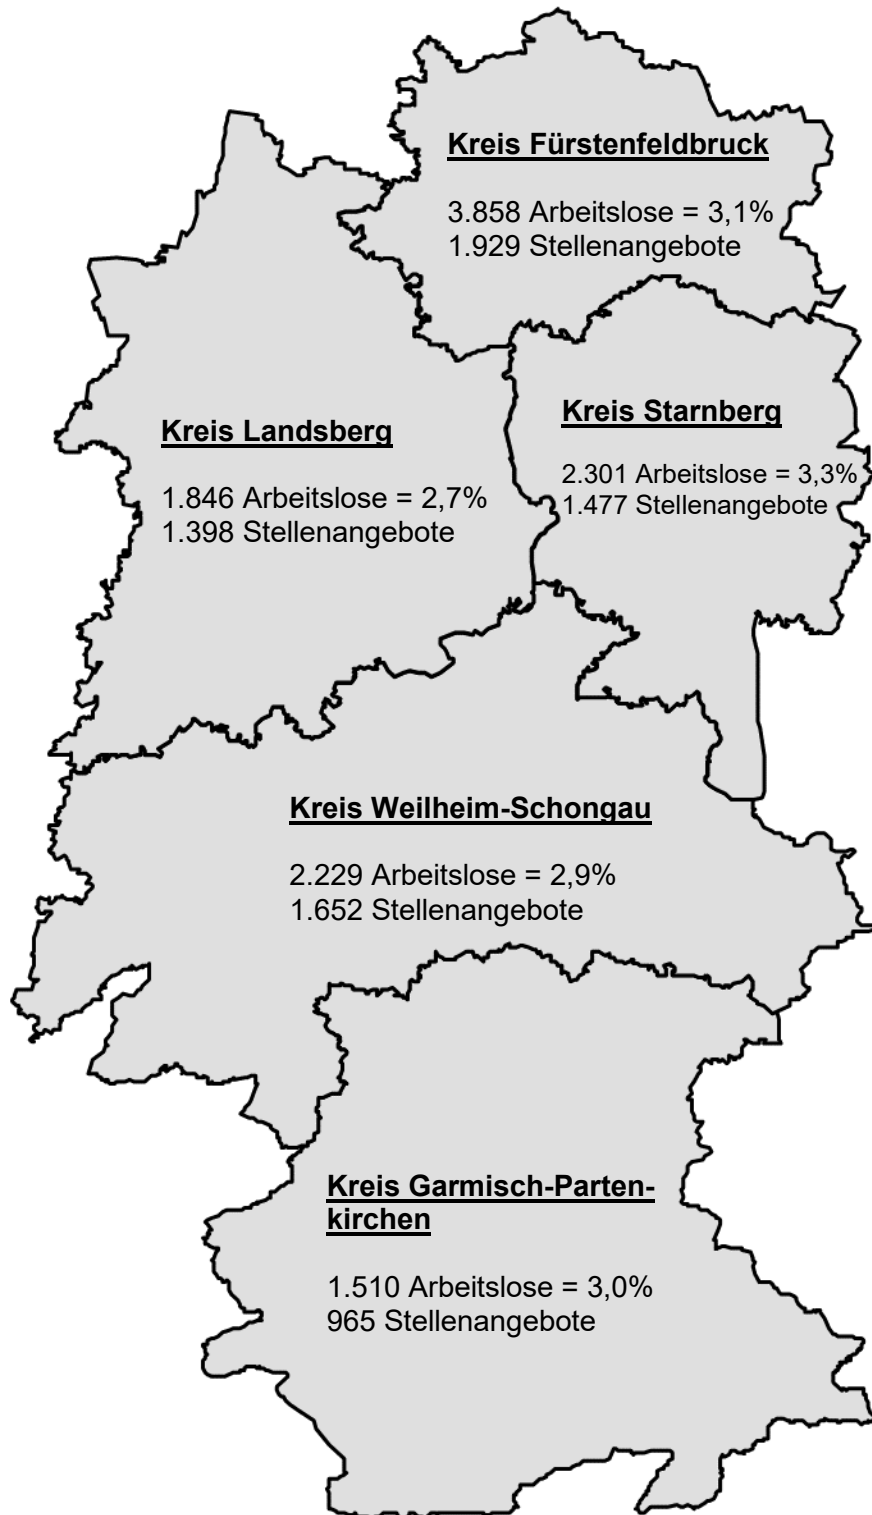 Kreis Fürstenfeldbruck
3.858 Arbeitslose = 3,1%
1.929 Stellenangebote
Kreis Starnberg
2.301 Arbeitslose = 3,3%
1.477 Stellenangebote
Kreis Landsberg
1.846 Arbeitslose = 2,7%
1.398 Stellenangebote
Kreis Weilheim-Schongau
2.229 Arbeitslose = 2,9%
1.652 Stellenangebote
Kreis Garmisch-Parten-
kirchen
1.510 Arbeitslose = 3,0%
965 Stellenangebote